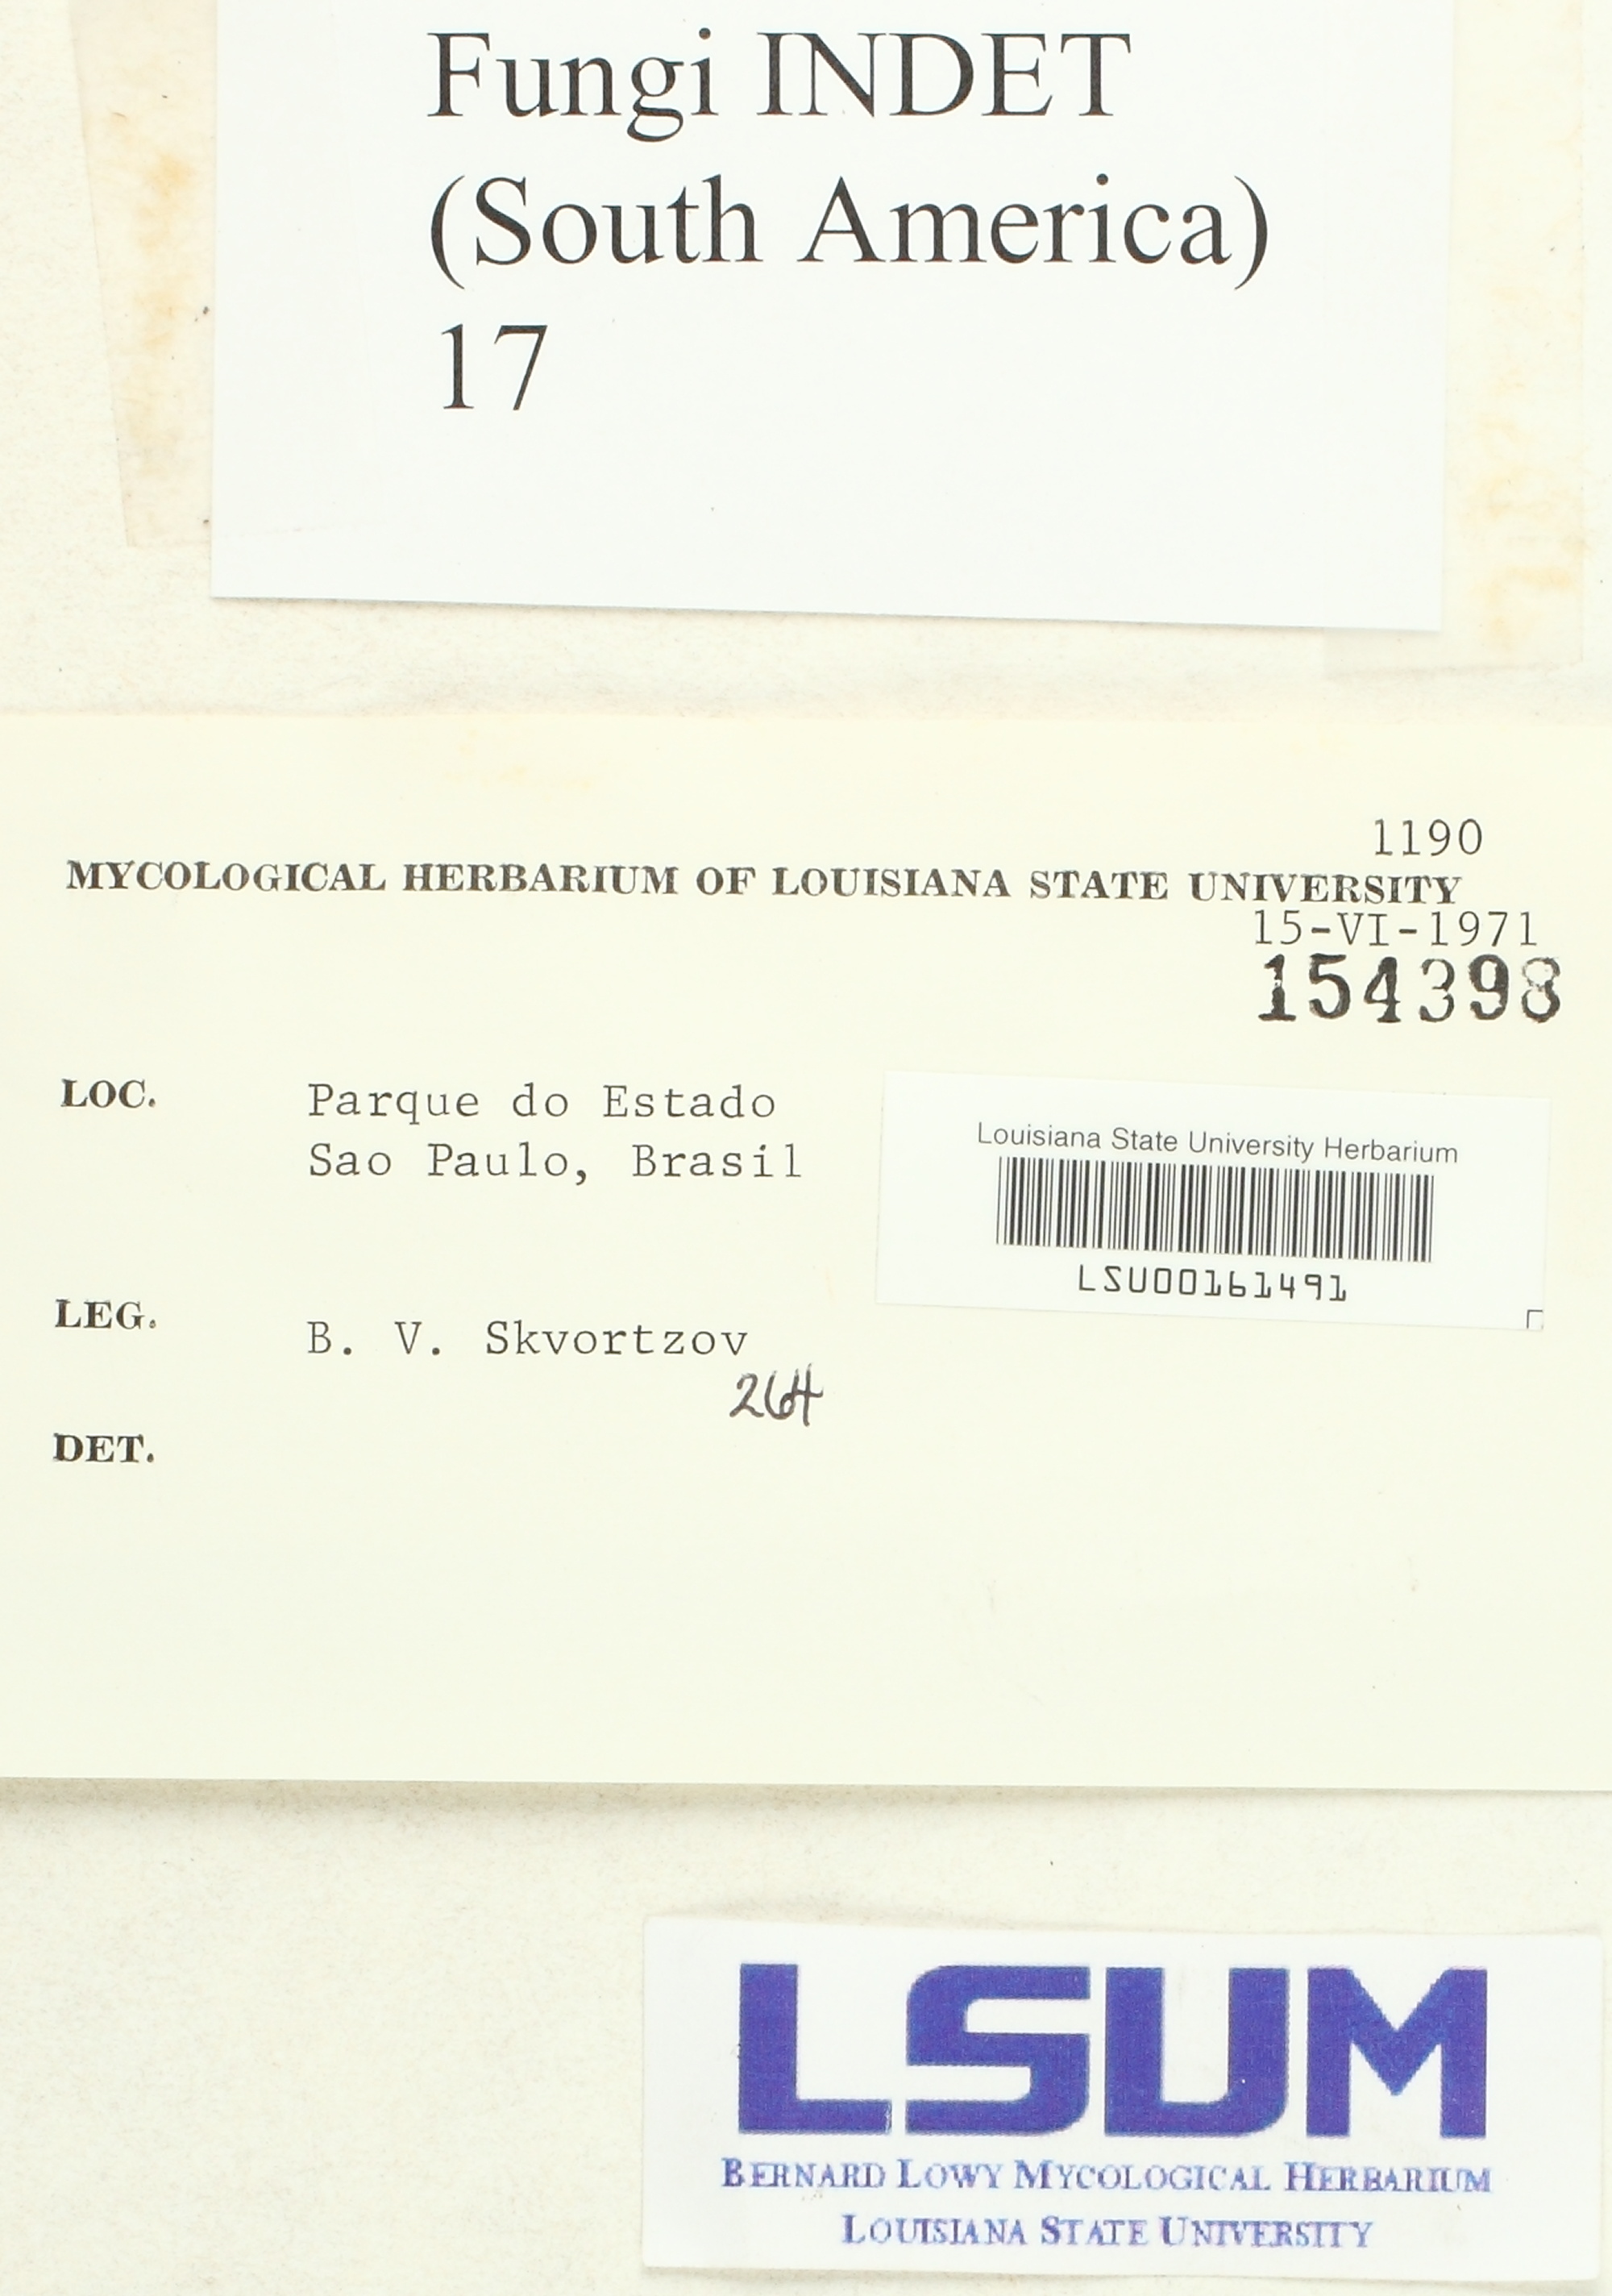 Fungi INDET
(South America)
17
1190
MYCOLOGICAL HERBARIUM OF LOUISIANA STATE UNIVERSITY
15-VI-1971
154398
LOC. Parque do Estado
Sao Paulo, Brasil
Louisiana State University Herbarium
LSU00161491
LEG. B. V. Skvortzov
264
DET.
LSUM
BERNARD LOWY MYCOLOGICAL HERBARIUM
LOUISIANA STATE UNIVERSITY